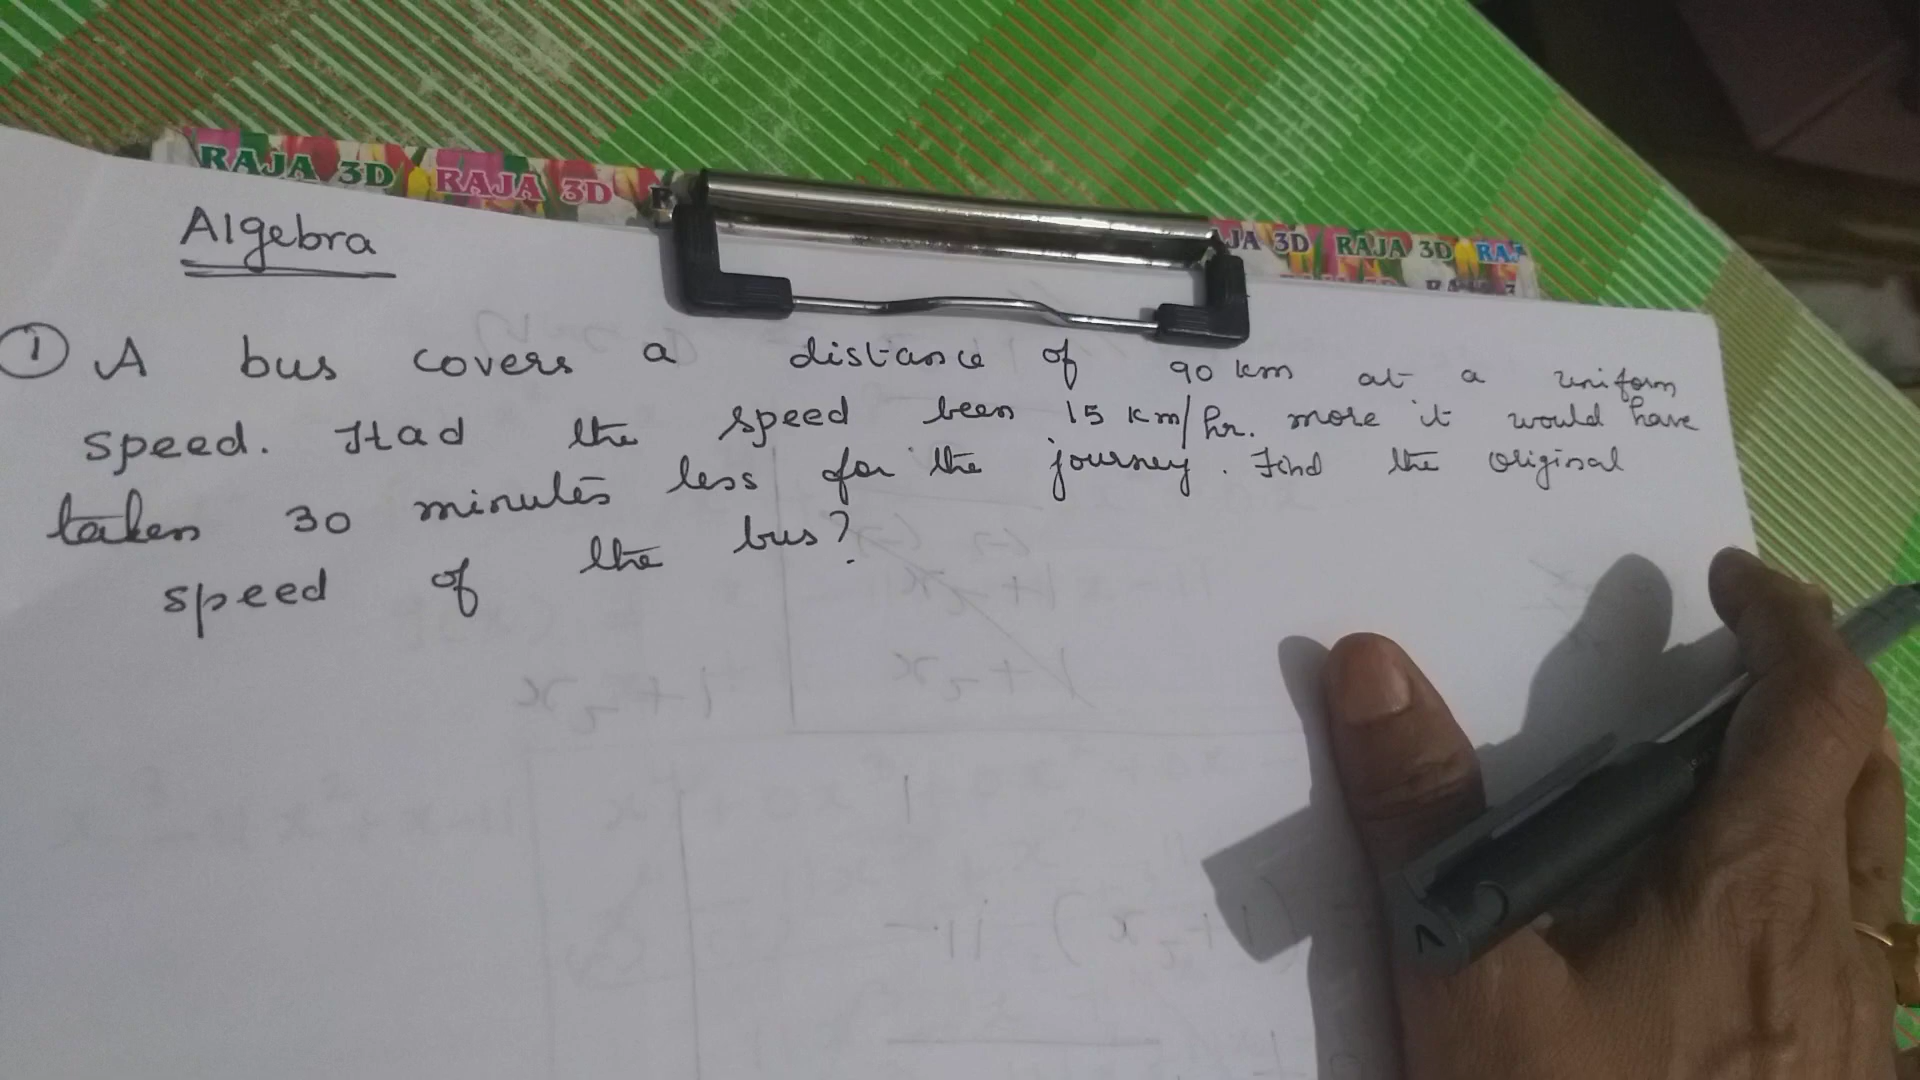 RAJA 3D RAJA 3D R JA 3D RAJA 3D RAJ
Algebra
① A bus covers a distance of 90 km at a uniform
speed. Had the speed been 15 km/hr. more it would have
taken 30 minutes less for the journey. Find the original
speed of the bus?